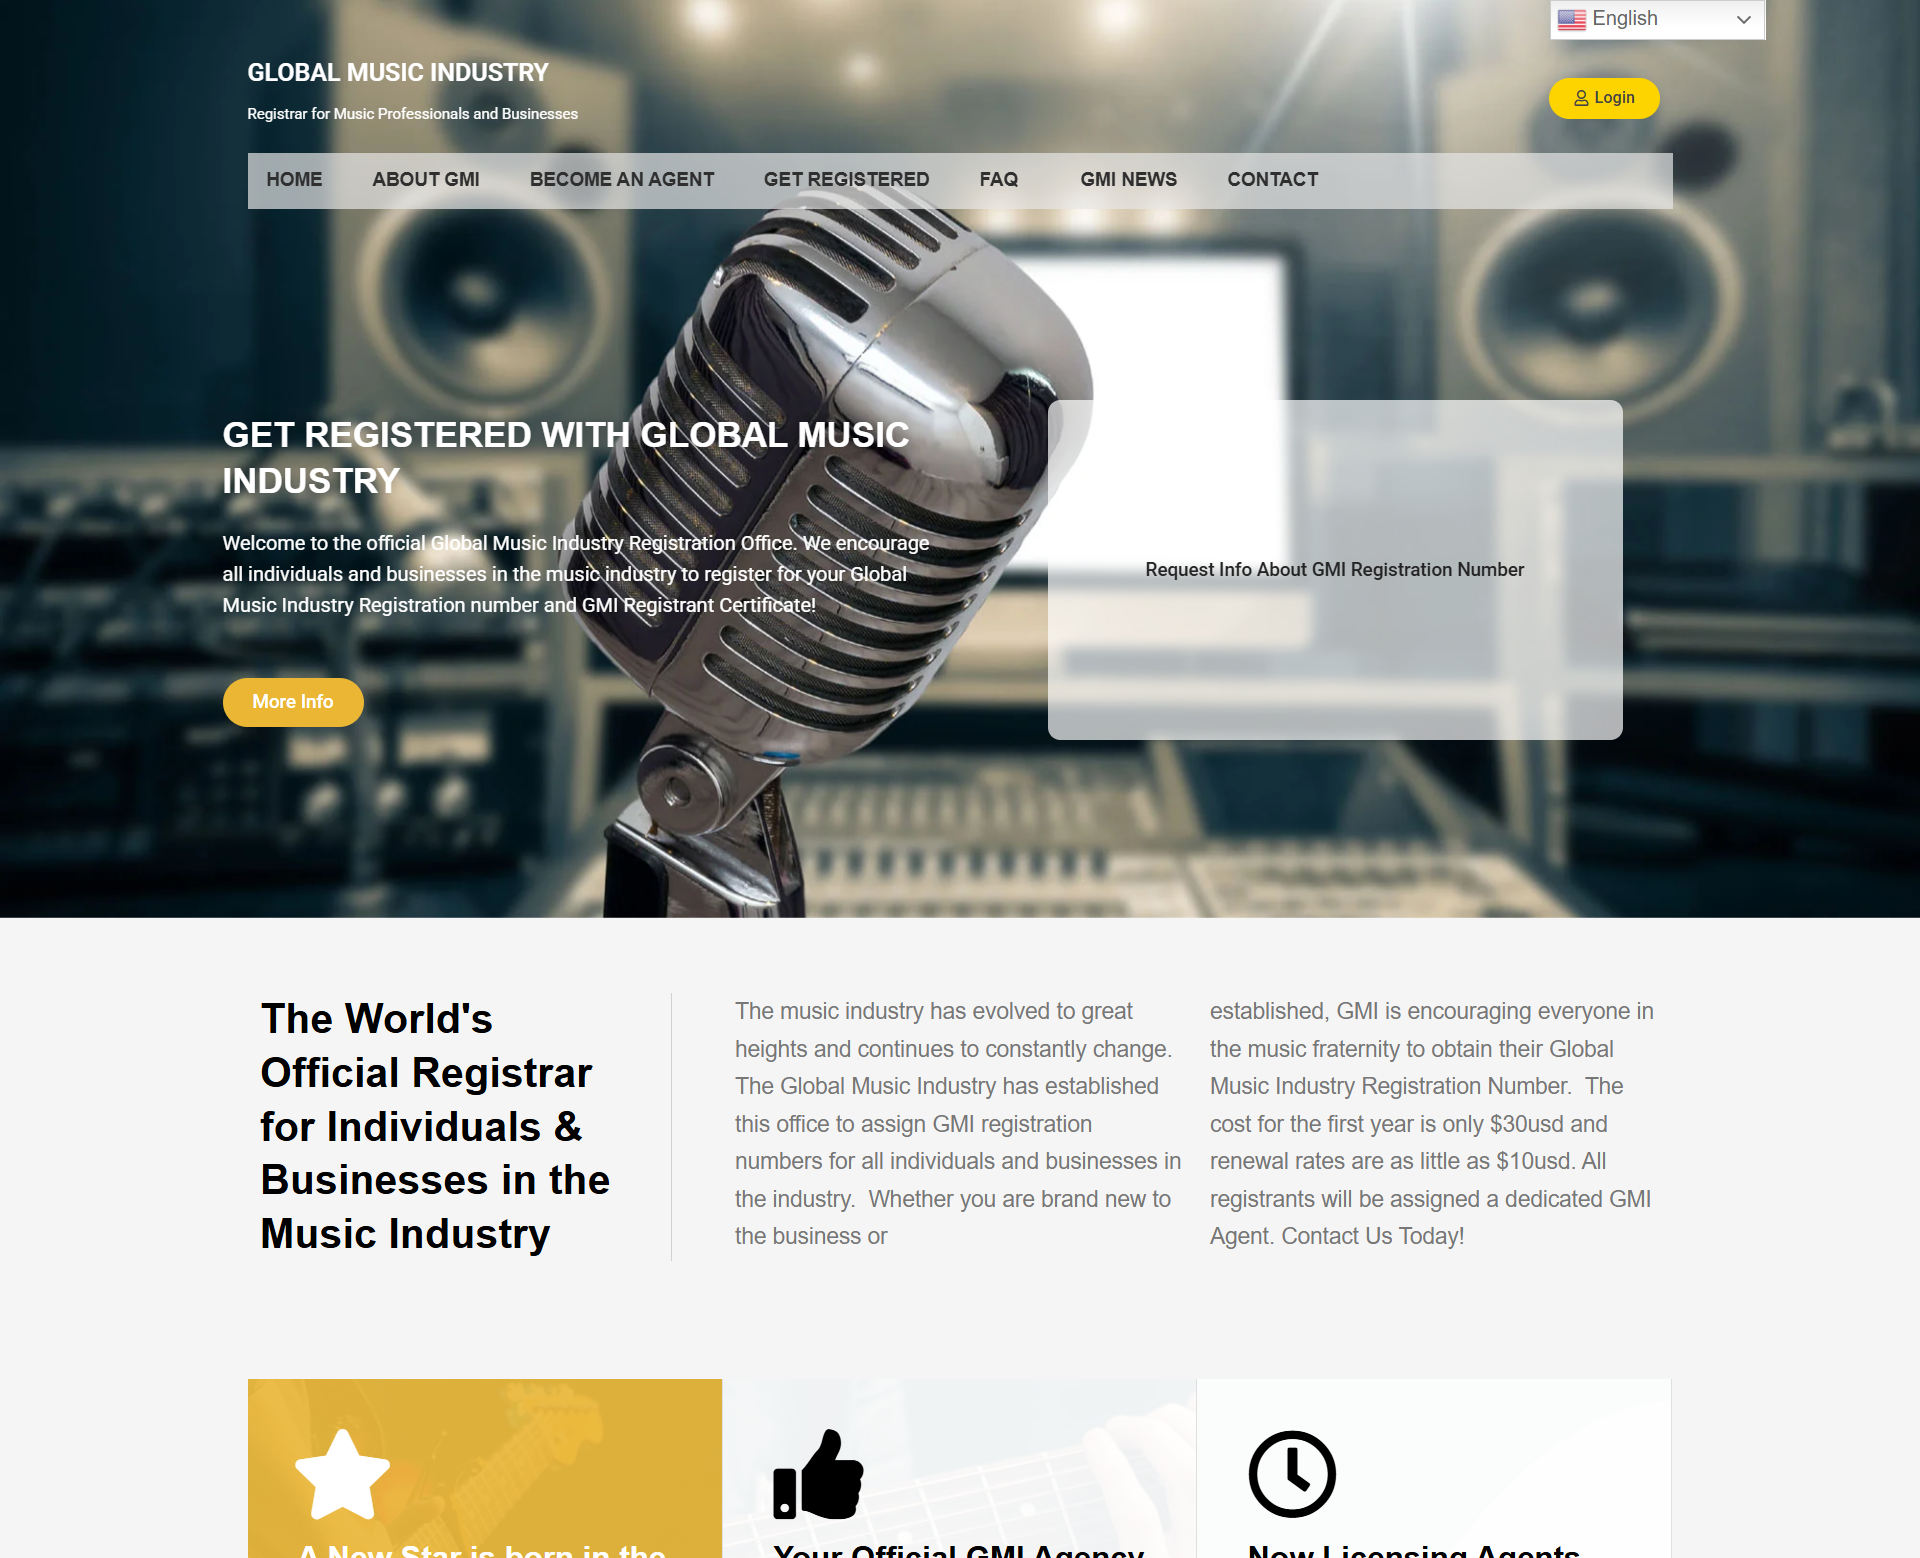 English
GLOBAL MUSIC INDUSTRY
Registrar for Music Professionals and Businesses
Login
HOME ABOUT GMI BECOME AN AGENT GET REGISTERED FAQ GMI NEWS CONTACT
GET REGISTERED WITH GLOBAL MUSIC
INDUSTRY
Welcome to the official Global Music Industry Registration Office. We encourage
all individuals and businesses in the music industry to register for your Global
Music Industry Registration number and GMI Registrant Certificate!
More Info
Request Info About GMI Registration Number
The World's
Official Registrar
for Individuals &
Businesses in the
Music Industry
The music industry has evolved to great
heights and continues to constantly change.
The Global Music Industry has established
this office to assign GMI registration
numbers for all individuals and businesses in
the industry.  Whether you are brand new to
the business or
established, GMI is encouraging everyone in
the music fraternity to obtain their Global
Music Industry Registration Number.  The
cost for the first year is only $30usd and
renewal rates are as little as $10usd. All
registrants will be assigned a dedicated GMI
Agent. Contact Us Today!
A New Star is born in the
Your Official GMI Agency
Now Licensing Agents